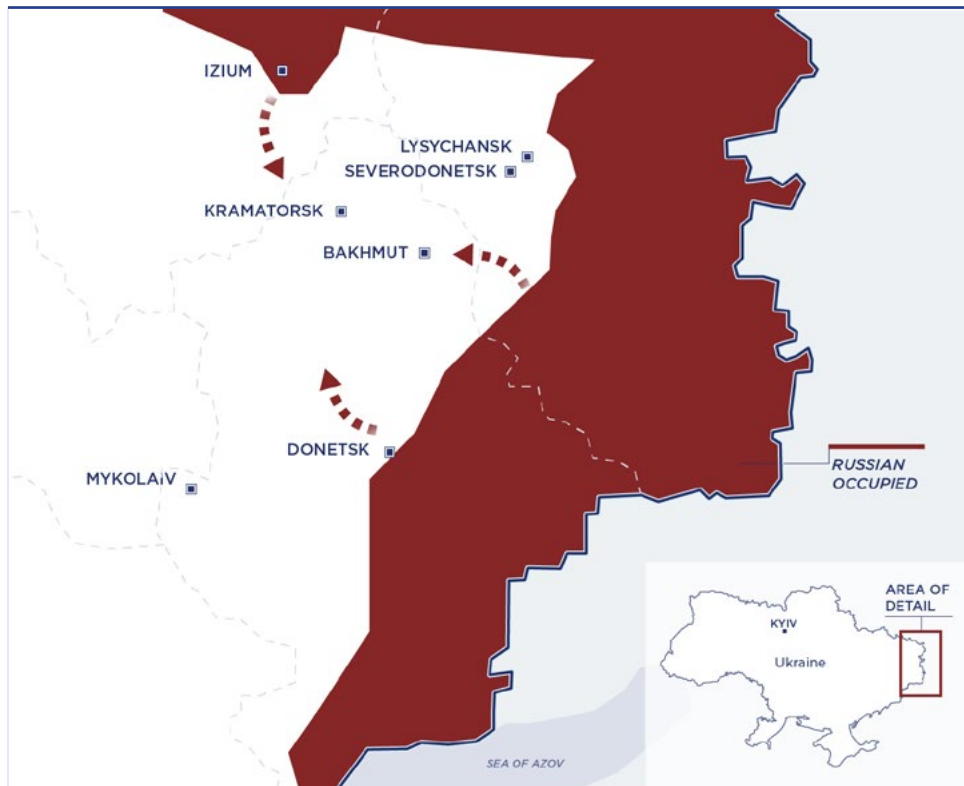 IZIUM
LYSYCHANSK
SEVERODONETSK
KRAMATORSK
BAKHMUT
DONETSK
MYKOLAIV
RUSSIAN
OCCUPIED
AREA OF
DETAIL
KYIV
Ukraine
SEA OF AZOV